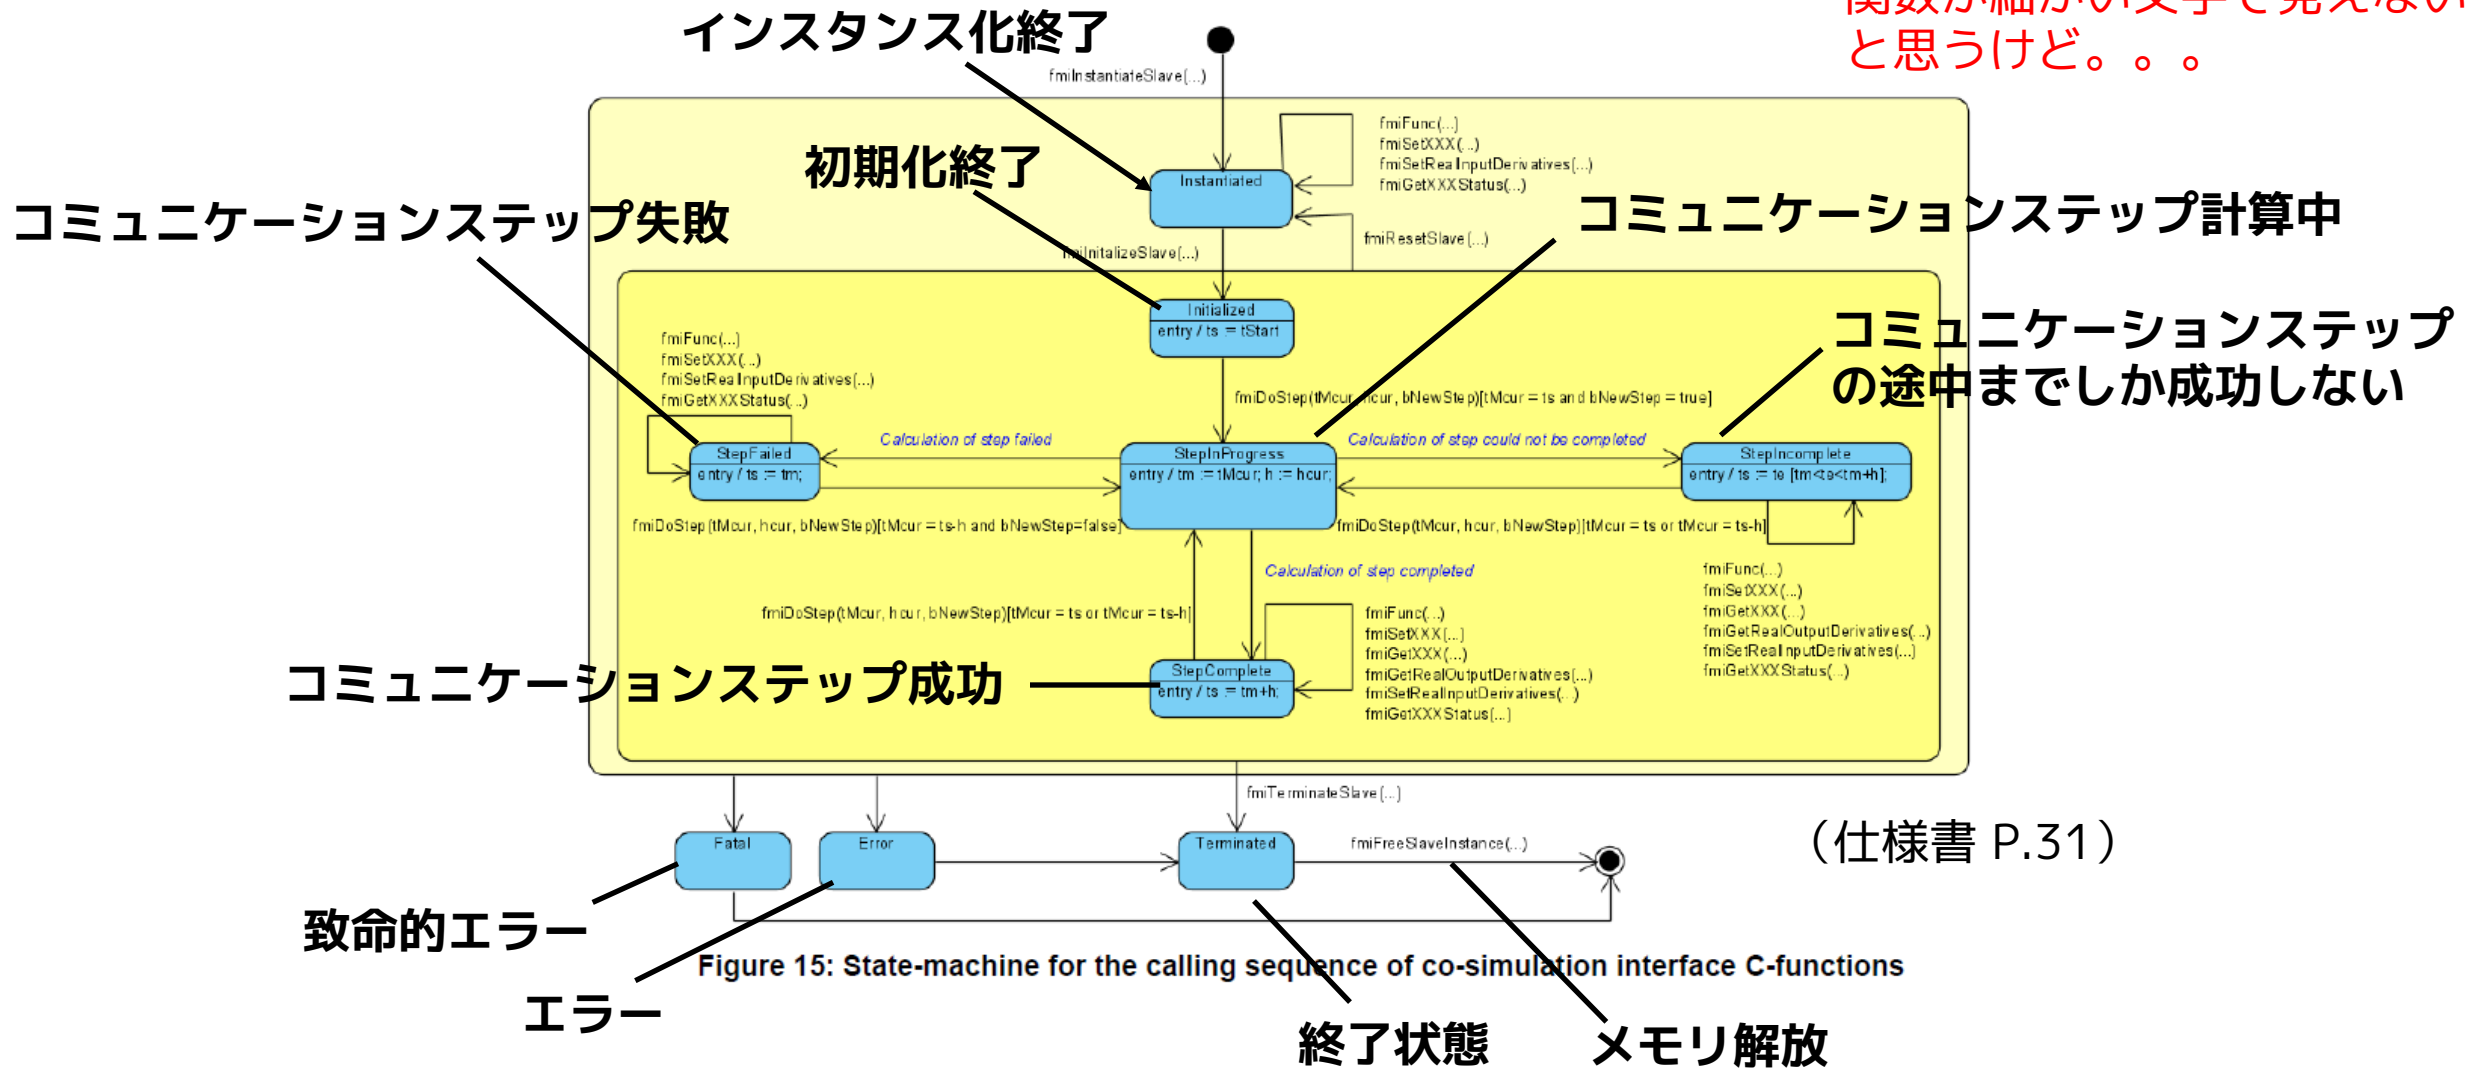 関数が細かい文字で見えない
と思うけど。。。
インスタンス化終了
fmiInstantiateSlave(...)
fmiFunc(...)
fmiSetXXX(...)
fmiSetRealInputDerivatives(...)
fmiGetXXXStatus(...)
初期化終了
Instantiated
コミュニケーションステップ失敗
コミュニケーションステップ計算中
fmiResetSlave(...)
fmiInitalizeSlave(...)
Initialized
entry / ts := tStart
コミュニケーションステップ
の途中までしか成功しない
fmiFunc(...)
fmiSetXXX(...)
fmiSetRealInputDerivatives(...)
fmiGetXXXStatus(...)
fmiDoStep(tMcur, hcur, bNewStep)[tMcur = ts and bNewStep = true]
Calculation of step failed
Calculation of step could not be completed
StepFailed
entry / ts := tm;
StepInProgress
entry / tm := tMcur; h := hcur;
StepIncomplete
entry / ts := te [tm<te<tm+h];
fmiDoStep(tMcur, hcur, bNewStep)[tMcur = ts-h and bNewStep=false]
fmiDoStep(tMcur, hcur, bNewStep)[tMcur = ts or tMcur = ts-h]
Calculation of step completed
fmiFunc(...)
fmiSetXXX(...)
fmiGetXXX(...)
fmiGetRealOutputDerivatives(...)
fmiSetRealInputDerivatives(...)
fmiGetXXXStatus(...)
fmiDoStep(tMcur, hcur, bNewStep)[tMcur = ts or tMcur = ts-h]
fmiFunc(...)
fmiSetXXX(...)
fmiGetXXX(...)
fmiGetRealOutputDerivatives(...)
fmiSetRealInputDerivatives(...)
fmiGetXXXStatus(...)
コミュニケーションステップ成功
StepComplete
entry / ts := tm+h;
fmiTerminateSlave(...)
Fatal
Error
Terminated
fmiFreeSlaveInstance(...)
（仕様書 P.31）
致命的エラー
Figure 15: State-machine for the calling sequence of co-simulation interface C-functions
エラー
終了状態
メモリ解放